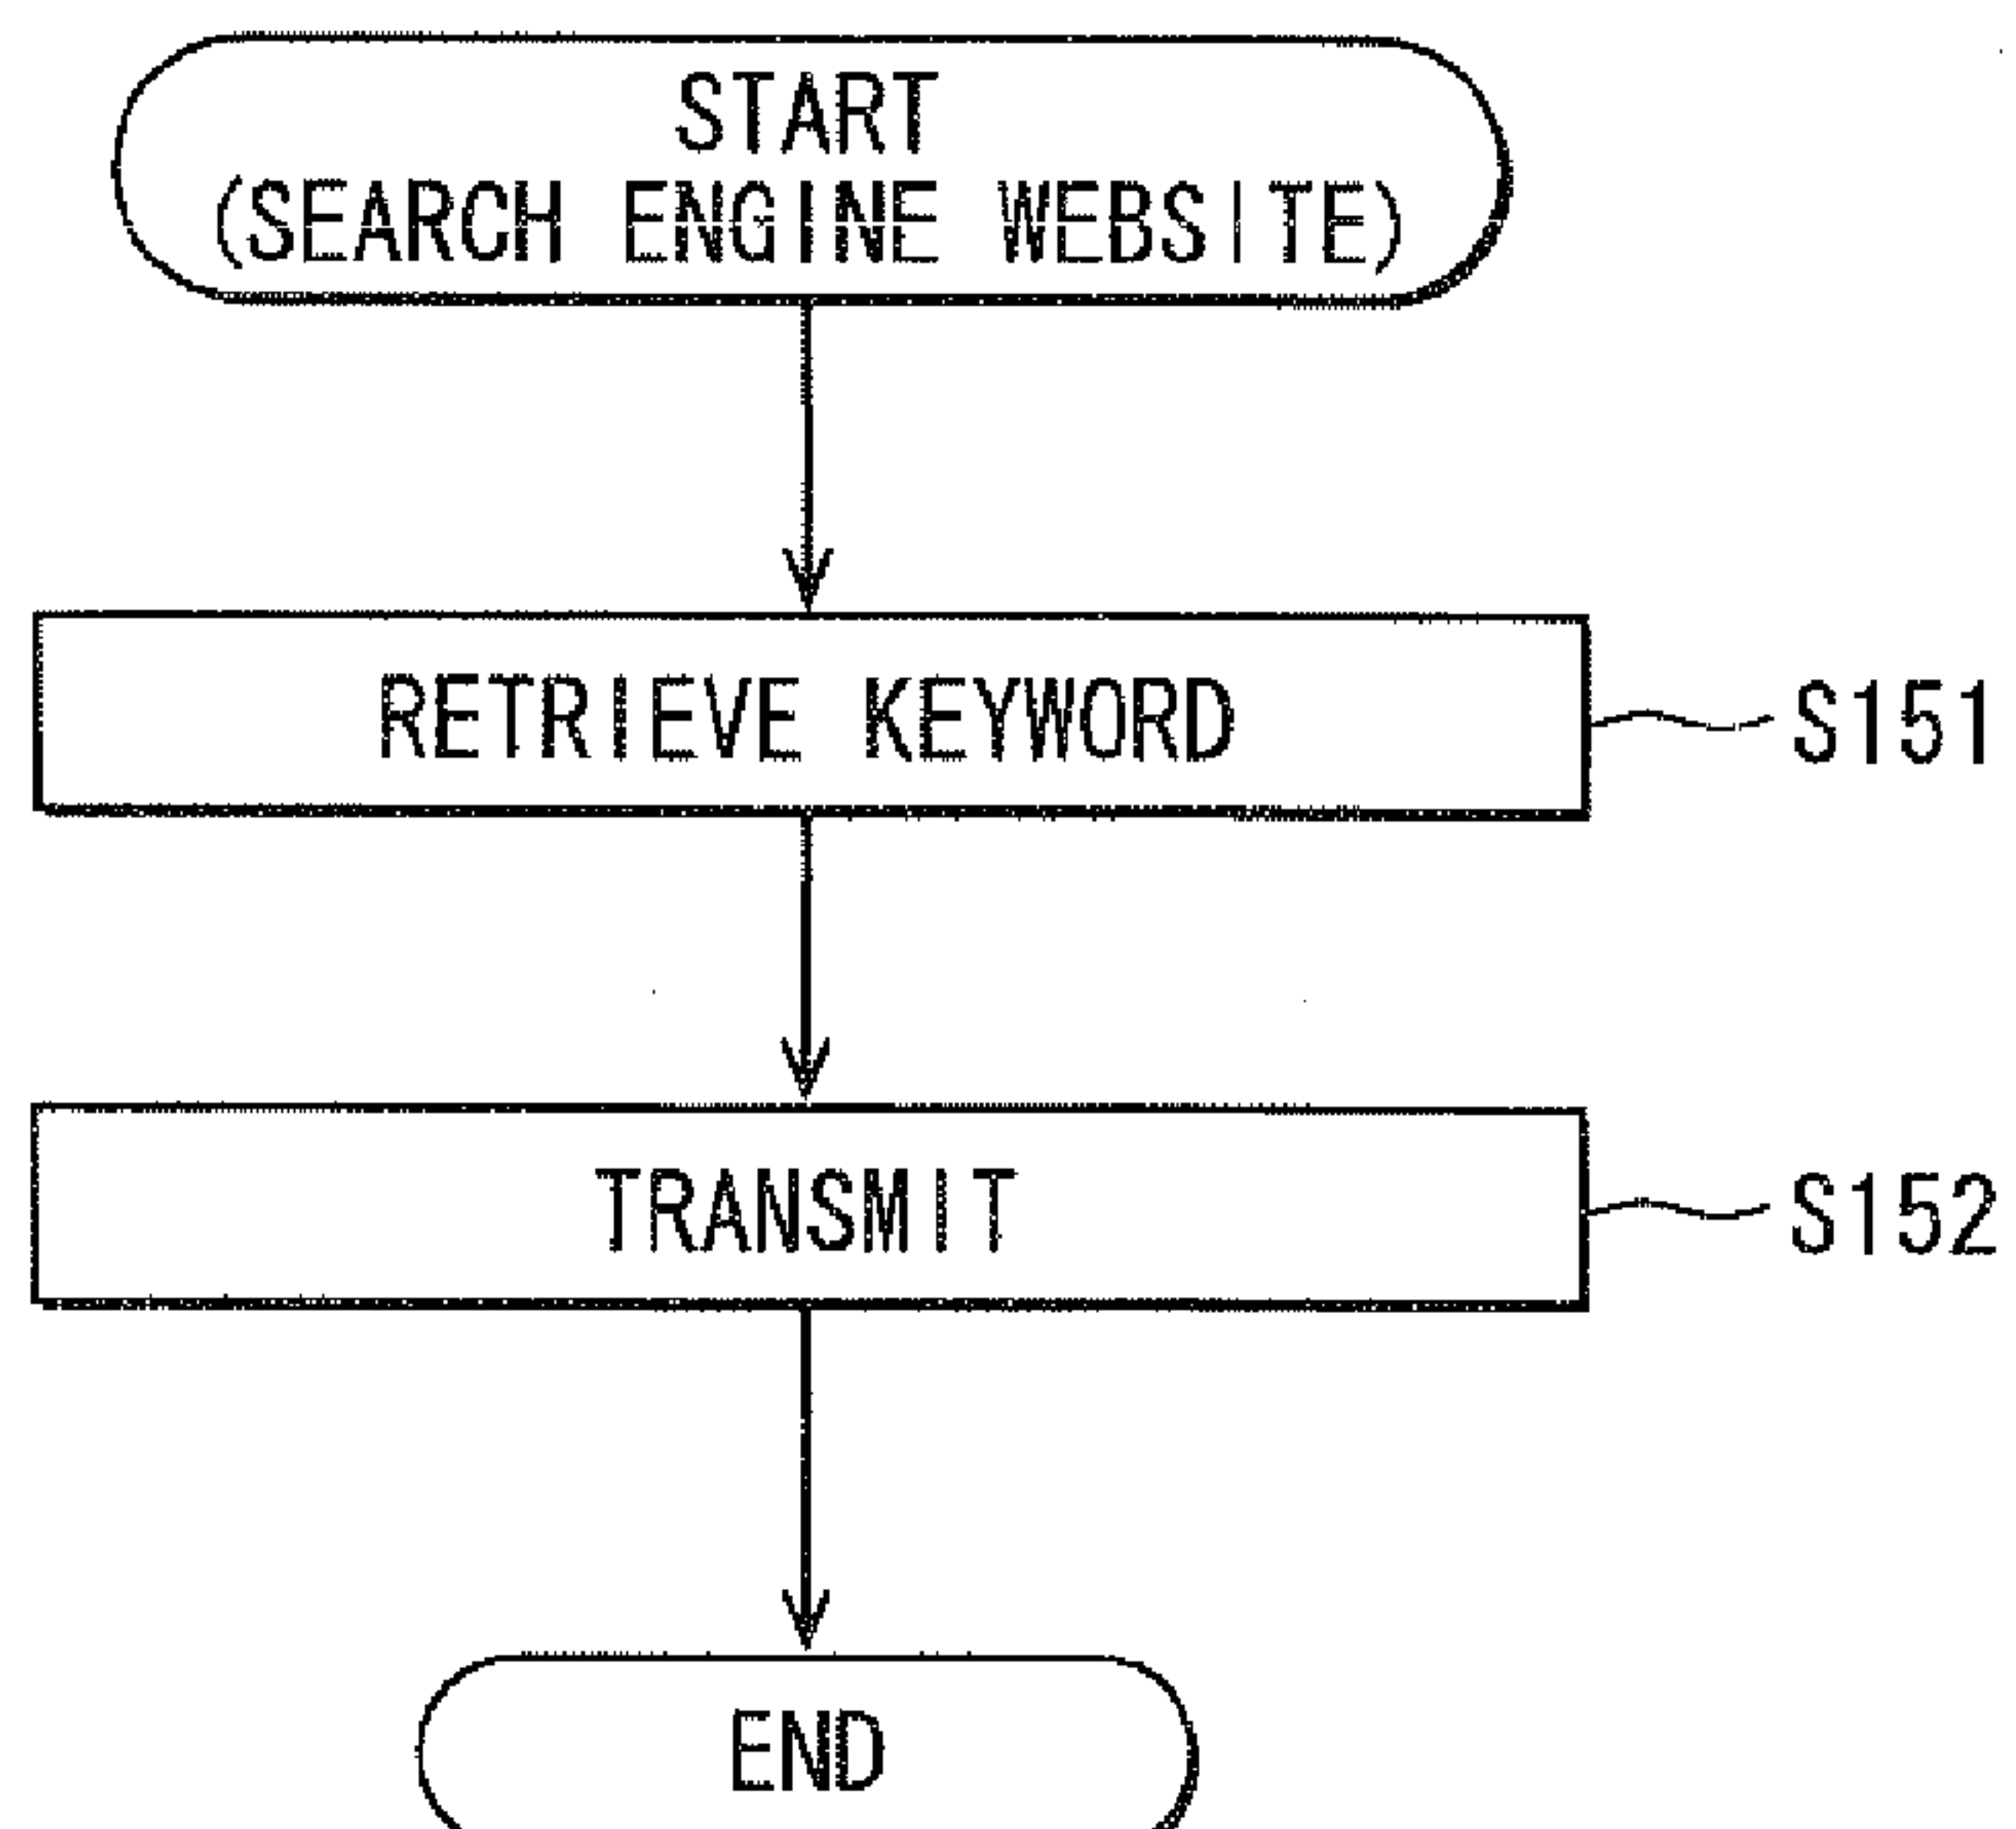 START
(SEARCH ENGINE WEBSITE)
RETRIEVE KEYWORD
S151
TRANSMIT
S152
END